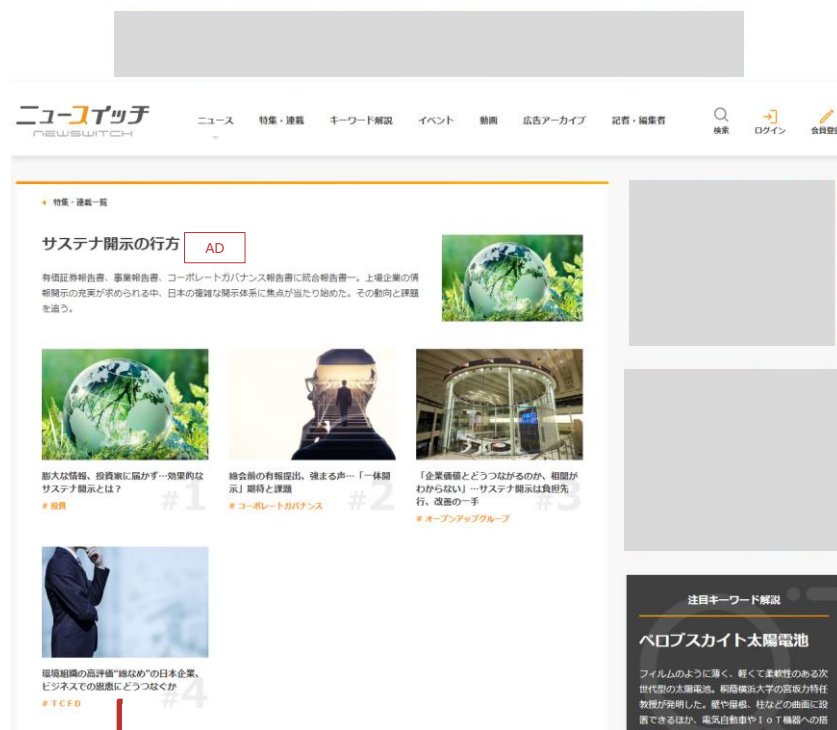 ニュースイッチ
NEWSWITCH
ニュース 特集・連載 キーワード解説 イベント 動画 広告アーカイブ 記者・編集者 検索 ログイン 会員登録
特集・連載一覧
サステナ開示の行方 AD
有価証券報告書、事業報告書、コーポレートガバナンス報告書に統合報告書―。上場企業の情
報開示の充実が求められる中、日本の複雑な開示体系に焦点が当たり始めた。その動向と課題
を追う。
膨大な情報、投資家に届かず…効果的な
サステナ開示とは？
#1
# 投資
総会前の有報提出、強まる声…「一体開
示」期待と課題
#2
# コーポレートガバナンス
「企業価値とどうつながるのか、相関が
わからない」…サステナ開示は負担先
行、改善の一手
#3
# オープンアップグループ
環境組織の高評価“総なめ”の日本企業、
ビジネスでの恩恵にどうつなぐか
#4
# TCFD
注目キーワード解説
ペロブスカイト太陽電池
フィルムのように薄く、軽くて柔軟性のある次
世代型の太陽電池。桐蔭横浜大学の宮坂力特任
教授が発明した。壁や屋根、柱などの曲面に設
置できるほか、電気自動車やＩｏＴ機器への搭